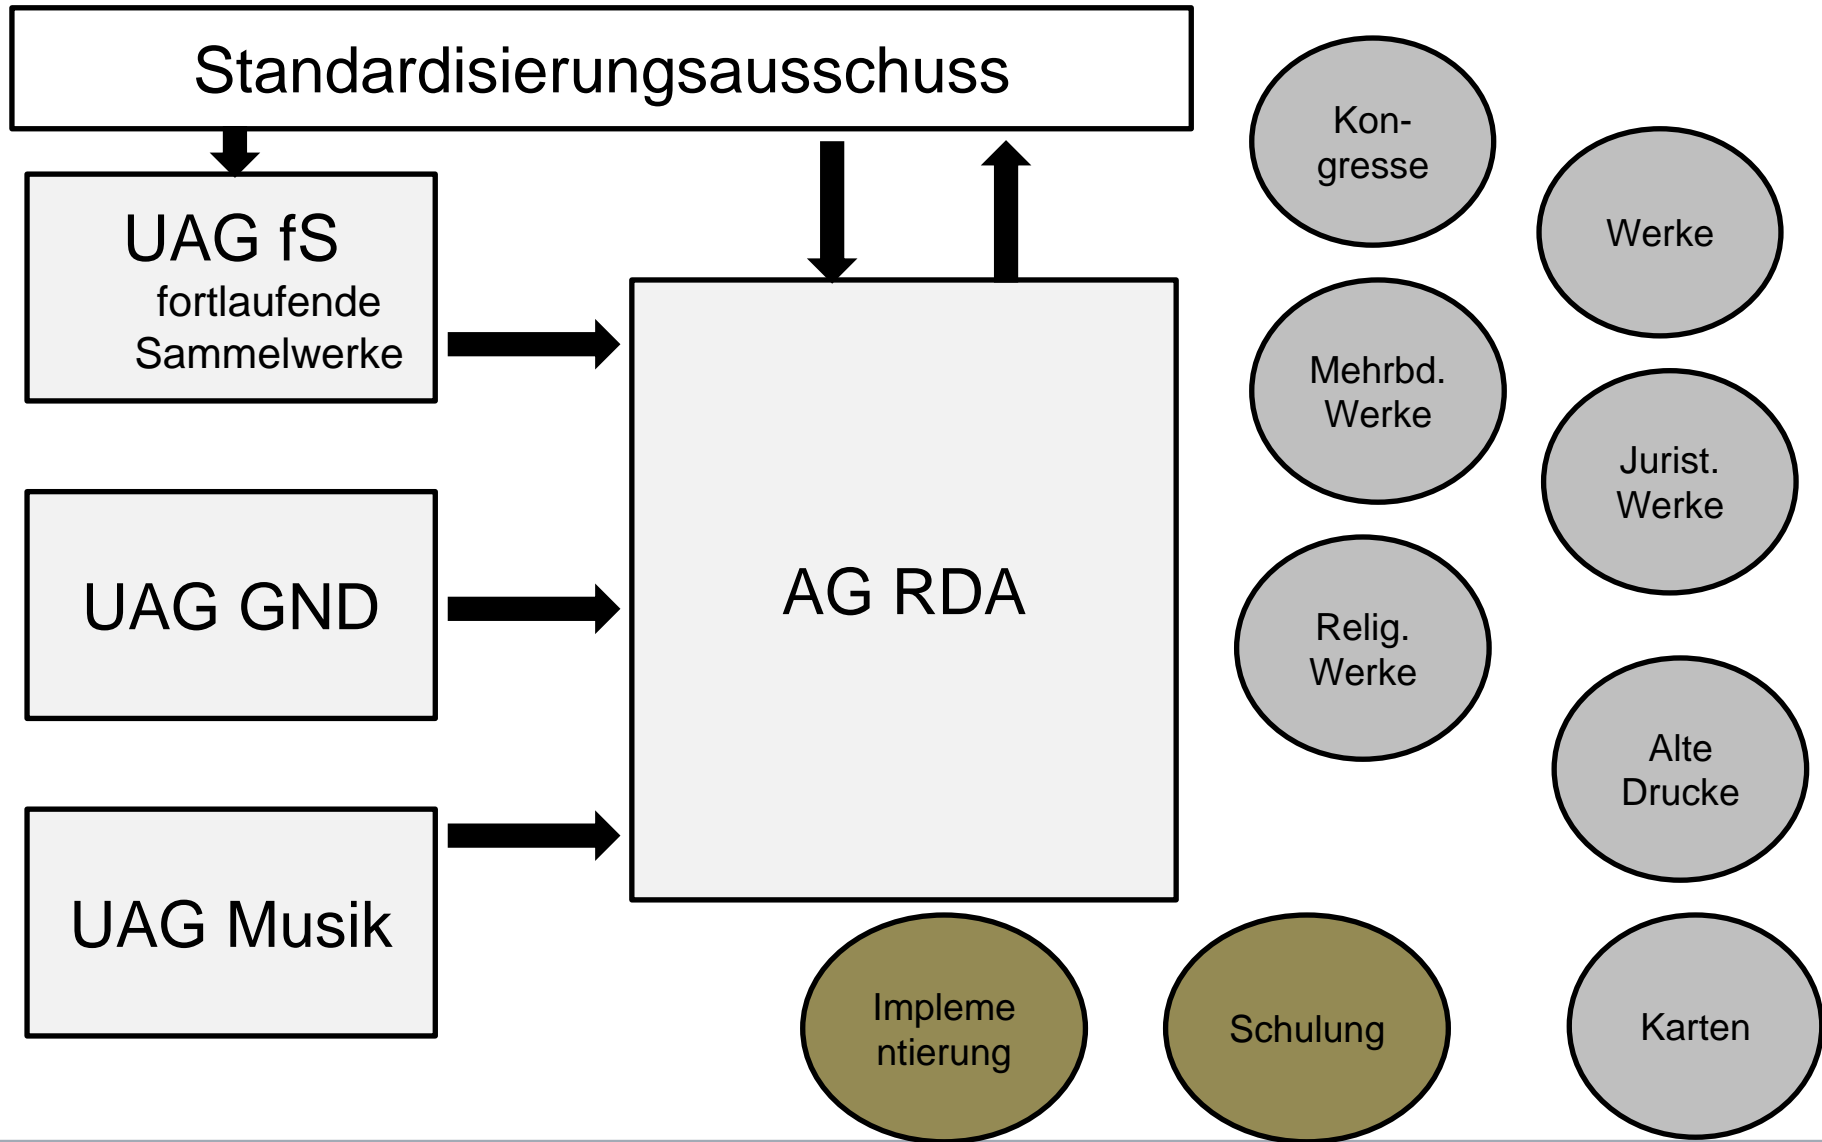 Standardisierungsausschuss
UAG fS
fortlaufende
Sammelwerke
UAG GND
UAG Musik
AG RDA
Kon-
gresse
Werke
Mehrbd.
Werke
Jurist.
Werke
Relig.
Werke
Alte
Drucke
Impleme
ntierung
Schulung
Karten